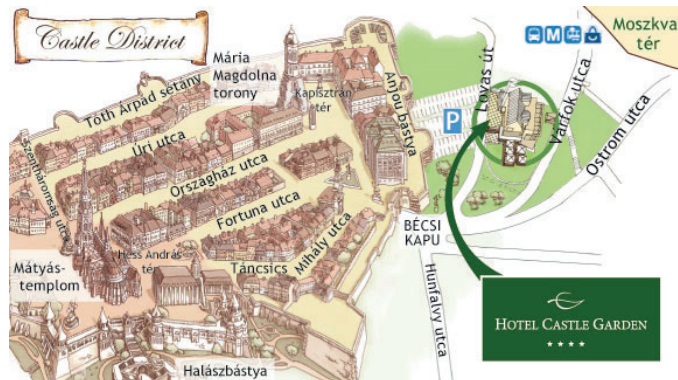 Castle District
Moszkva
tér
M
Mária
Magdolna
torony
Kapisztrán
tér
Lovas út
Várfok utca
Ostrom utca
Tóth Árpád sétány
Anjou bástya
P
Úri utca
Szentháromság utca
Országház utca
Fortuna utca
BÉCSI
KAPU
Mátyás-
templom
Hess András
tér
Táncsics
Mihály utca
Hunfalvy utca
HOTEL CASTLE GARDEN
Halászbástya